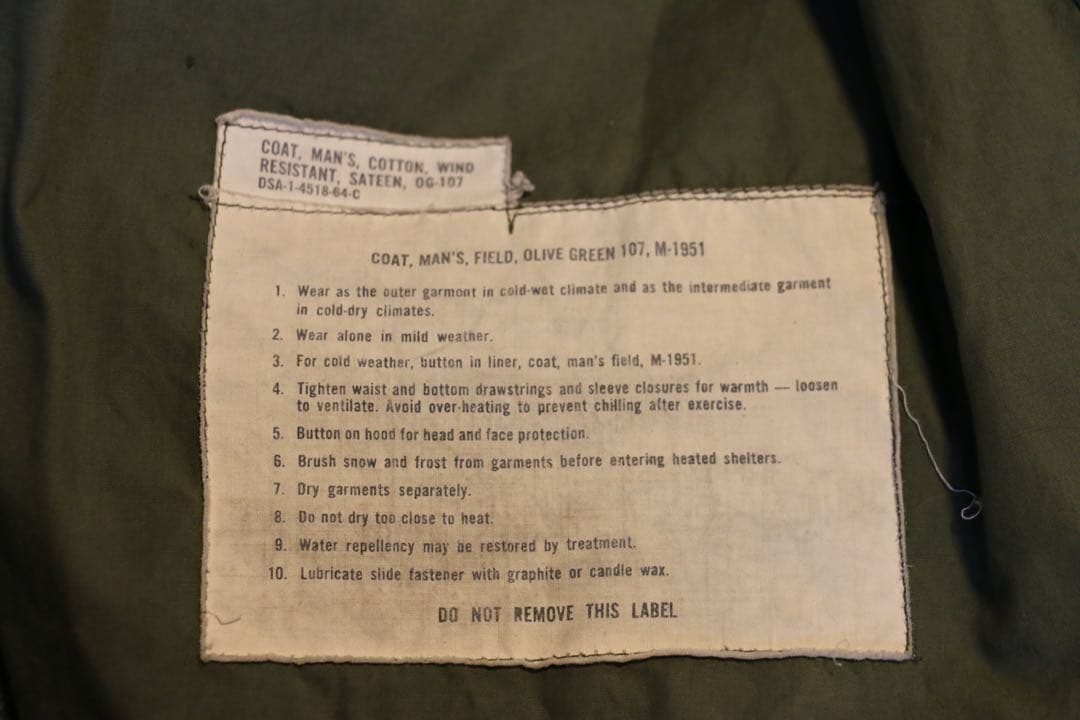 COAT, MAN'S, COTTON, WIND
RESISTANT, SATEEN, OG-107
DSA-1-4518-64-C
COAT, MAN'S, FIELD, OLIVE GREEN 107, M-1951
1. Wear as the outer garment in cold-wet climate and as the intermediate garment
in cold-dry climates.
2. Wear alone in mild weather.
3. For cold weather, button in liner, coat, man's field, M-1951.
4. Tighten waist and bottom drawstrings and sleeve closures for warmth — loosen
to ventilate. Avoid over-heating to prevent chilling after exercise.
5. Button on hood for head and face protection.
6. Brush snow and frost from garments before entering heated shelters.
7. Dry garments separately.
8. Do not dry too close to heat.
9. Water repellency may be restored by treatment.
10. Lubricate slide fastener with graphite or candle wax.
DO NOT REMOVE THIS LABEL